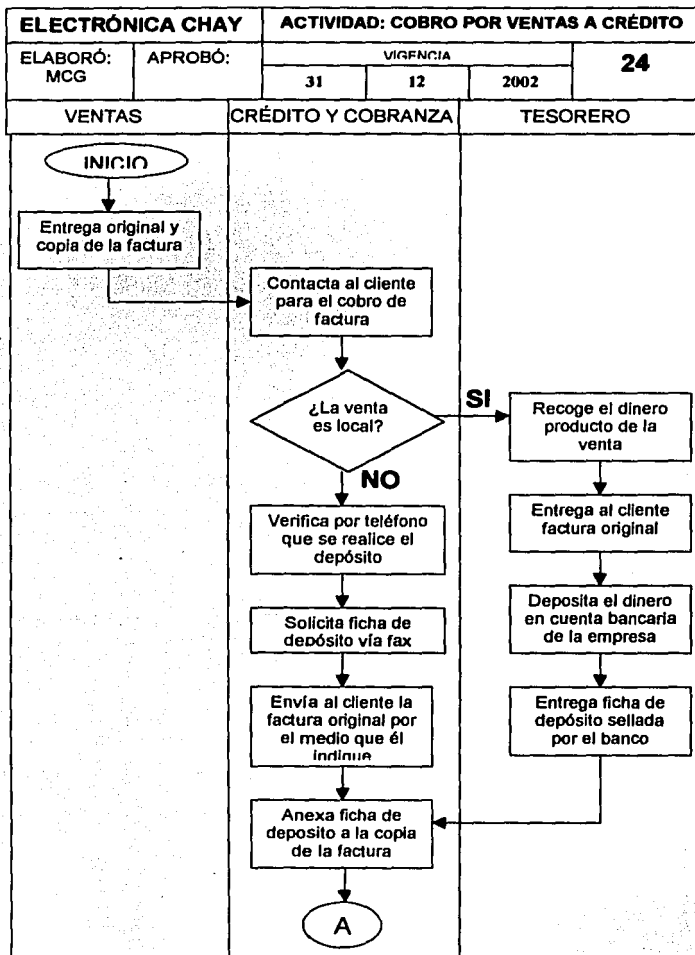 ELECTRÓNICA CHAY
ACTIVIDAD: COBRO POR VENTAS A CRÉDITO
ELABORÓ:
MCG
APROBÓ:
VIGENCIA
31
12
2002
24
VENTAS
CRÉDITO Y COBRANZA
TESORERO
INICIO
Entrega original y
copia de la factura
Contacta al cliente
para el cobro de
factura
¿La venta
es local?
SI
NO
Recoge el dinero
producto de la
venta
Verifica por teléfono
que se realice el
depósito
Entrega al cliente
factura original
Solicita ficha de
depósito vía fax
Deposita el dinero
en cuenta bancaria
de la empresa
Envía al cliente la
factura original por
el medio que él
indique
Entrega ficha de
depósito sellada
por el banco
Anexa ficha de
deposito a la copia
de la factura
A